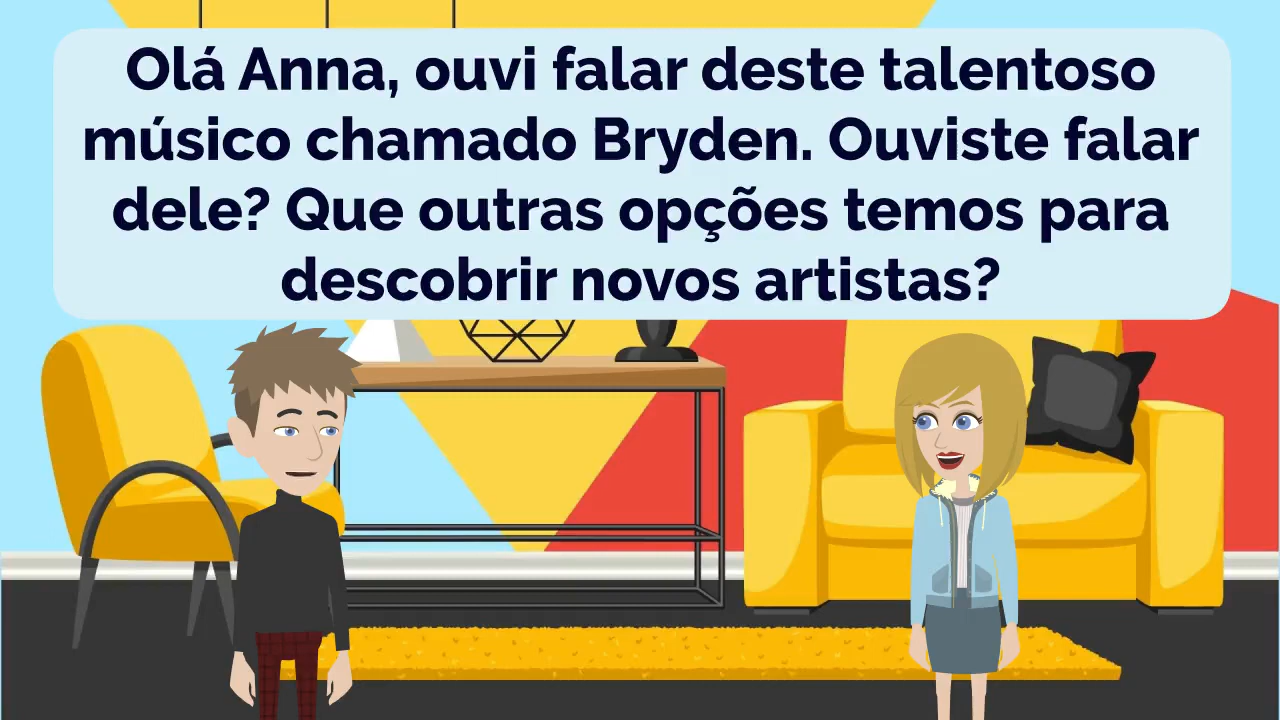 Olá Anna, ouvi falar deste talentoso
músico chamado Bryden. Ouviste falar
dele? Que outras opções temos para
descobrir novos artistas?